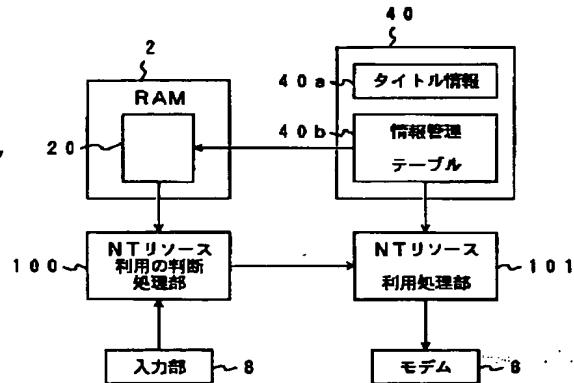 40
2
RAM
40a
タイトル情報
40b
情報管理
テーブル
20
100
NTリソース
利用の判断
処理部
NTリソース
利用処理部
101
入力部
8
モデム
6